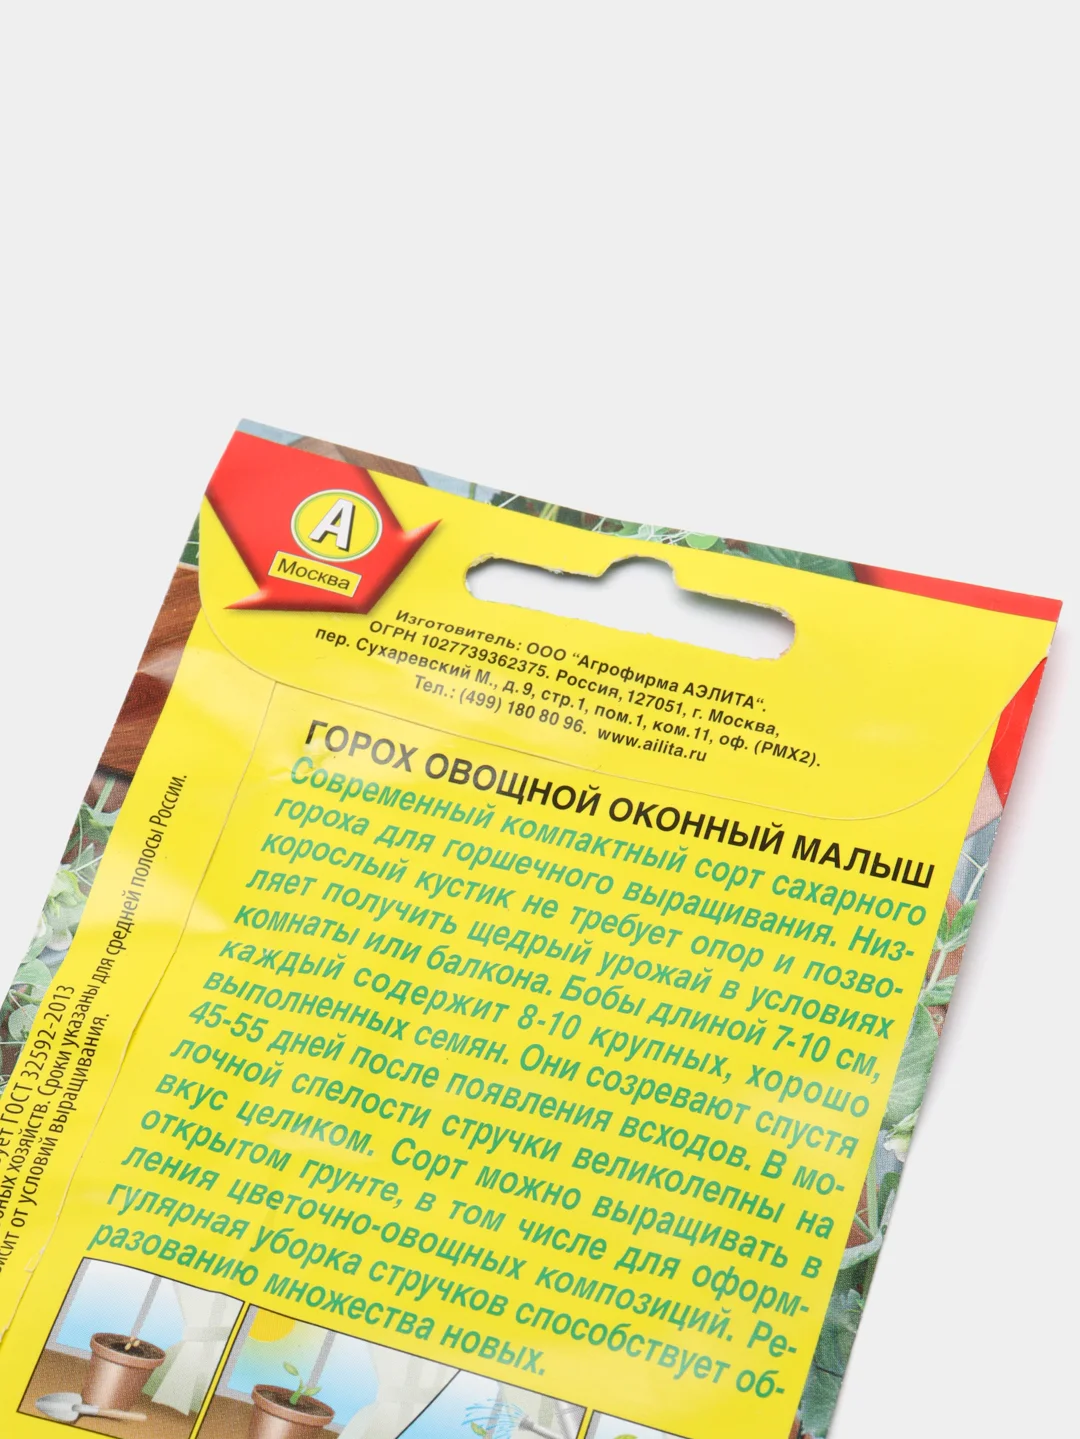 А
Москва
Изготовитель: ООО "Агрофирма АЭЛИТА".
ОГРН 1027739362375. Россия, 127051, г. Москва,
пер. Сухаревский М., д. 9, стр.1, пом.1, ком.11, оф. (РМХ2).
Тел.: (499) 180 80 96. www.ailita.ru
ГОРОХ ОВОЩНОЙ ОКОННЫЙ МАЛЫШ
Современный компактный сорт сахарного
гороха для горшечного выращивания. Низ-
корослый кустик не требует опор и позво-
ляет получить щедрый урожай в условиях
комнаты или балкона. Бобы длиной 7-10 см,
каждый содержит 8-10 крупных, хорошо
выполненных семян. Они созревают спустя
45-55 дней после появления всходов. В мо-
лочной спелости стручки великолепны на
вкус целиком. Сорт можно выращивать в
открытом грунте, в том числе для оформ-
ления цветочно-овощных композиций. Ре-
гулярная уборка стручков способствует об-
разованию множества новых.
ГОСТ 32592-2013
хозяйств. Сроки указаны для средней полосы России.
от условий выращивания.